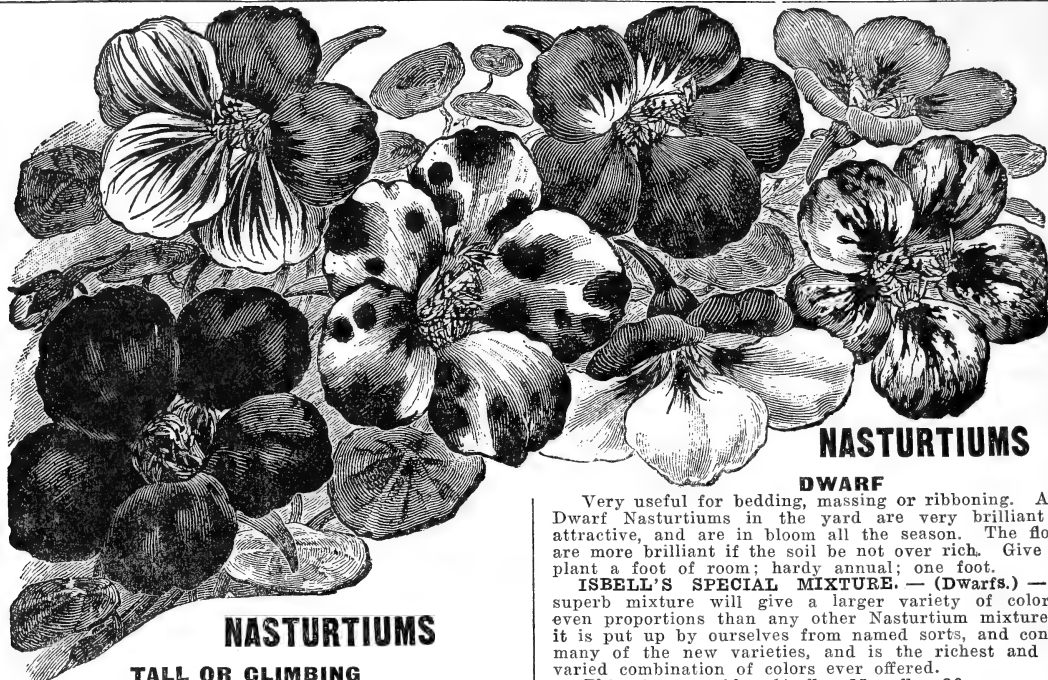 NASTURTIUMS
TALL OR CLIMBING
NASTURTIUMS
DWARF
Very useful for bedding, massing or ribboning. A
Dwarf Nasturtiums in the yard are very brilliant
attractive, and are in bloom all the season. The flo
are more brilliant if the soil be not over rich. Give
plant a foot of room; hardy annual; one foot.
ISBELL'S SPECIAL MIXTURE. — (Dwarfs.) —
superb mixture will give a larger variety of color
even proportions than any other Nasturtium mixture
it is put up by ourselves from named sorts, and con
many of the new varieties, and is the richest and
varied combination of colors ever offered.